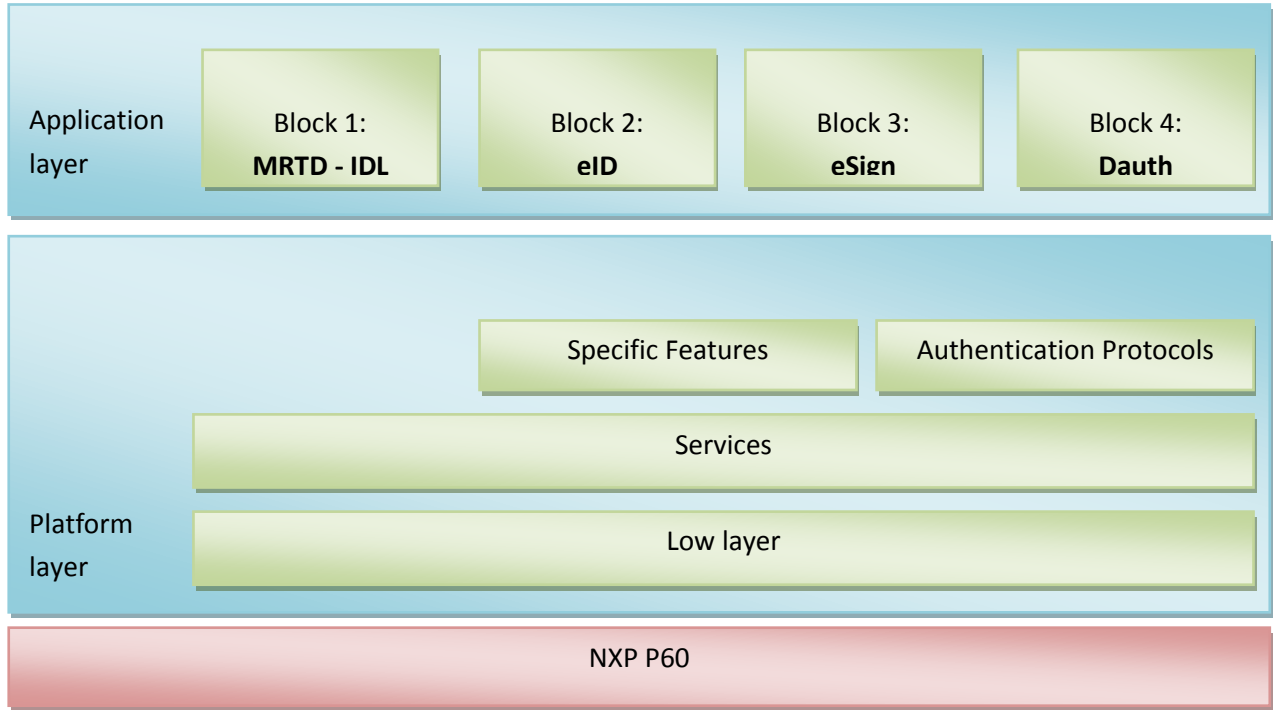 Application
layer
Block 1:
MRTD - IDL
Block 2:
eID
Block 3:
eSign
Block 4:
Dauth
Specific Features
Authentication Protocols
Services
Platform
layer
Low layer
NXP P60